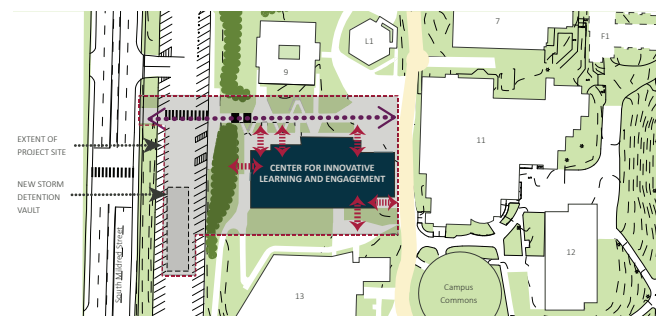 7
F1
L1
9
11
EXTENT OF
PROJECT SITE
CENTER FOR INNOVATIVE
LEARNING AND ENGAGEMENT
NEW STORM
DETENTION
VAULT
South Mildred Street
12
13
Campus
Commons